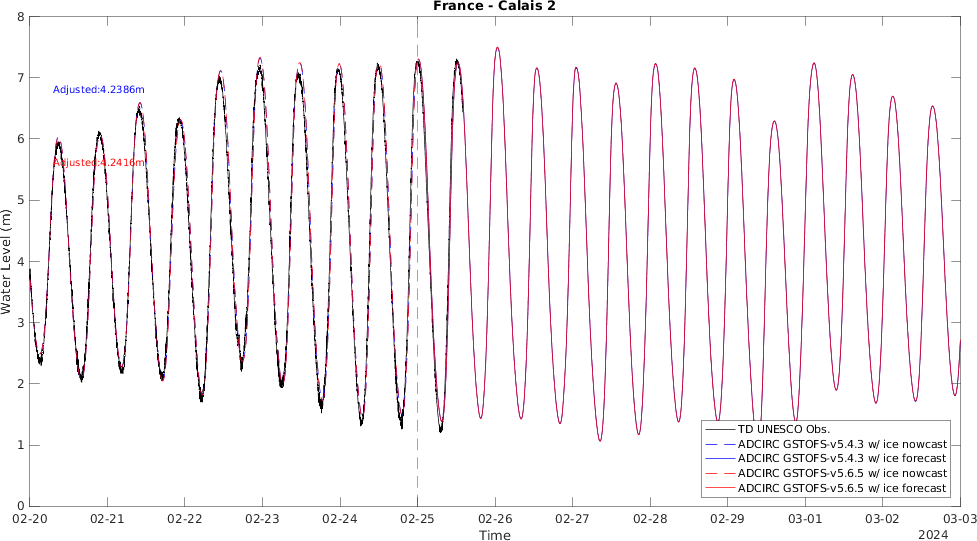 France - Calais 2
8
7
6
5
4
3
2
1
0
Water Level (m)
Adjusted:4.2386m
Adjusted:4.2416m
TD UNESCO Obs.
ADCIRC GSTOFS-v5.4.3 w/ ice nowcast
ADCIRC GSTOFS-v5.4.3 w/ ice forecast
ADCIRC GSTOFS-v5.6.5 w/ ice nowcast
ADCIRC GSTOFS-v5.6.5 w/ ice forecast
02-20 02-21 02-22 02-23 02-24 02-25 02-26 02-27 02-28 02-29 03-01 03-02 03-03
Time
2024